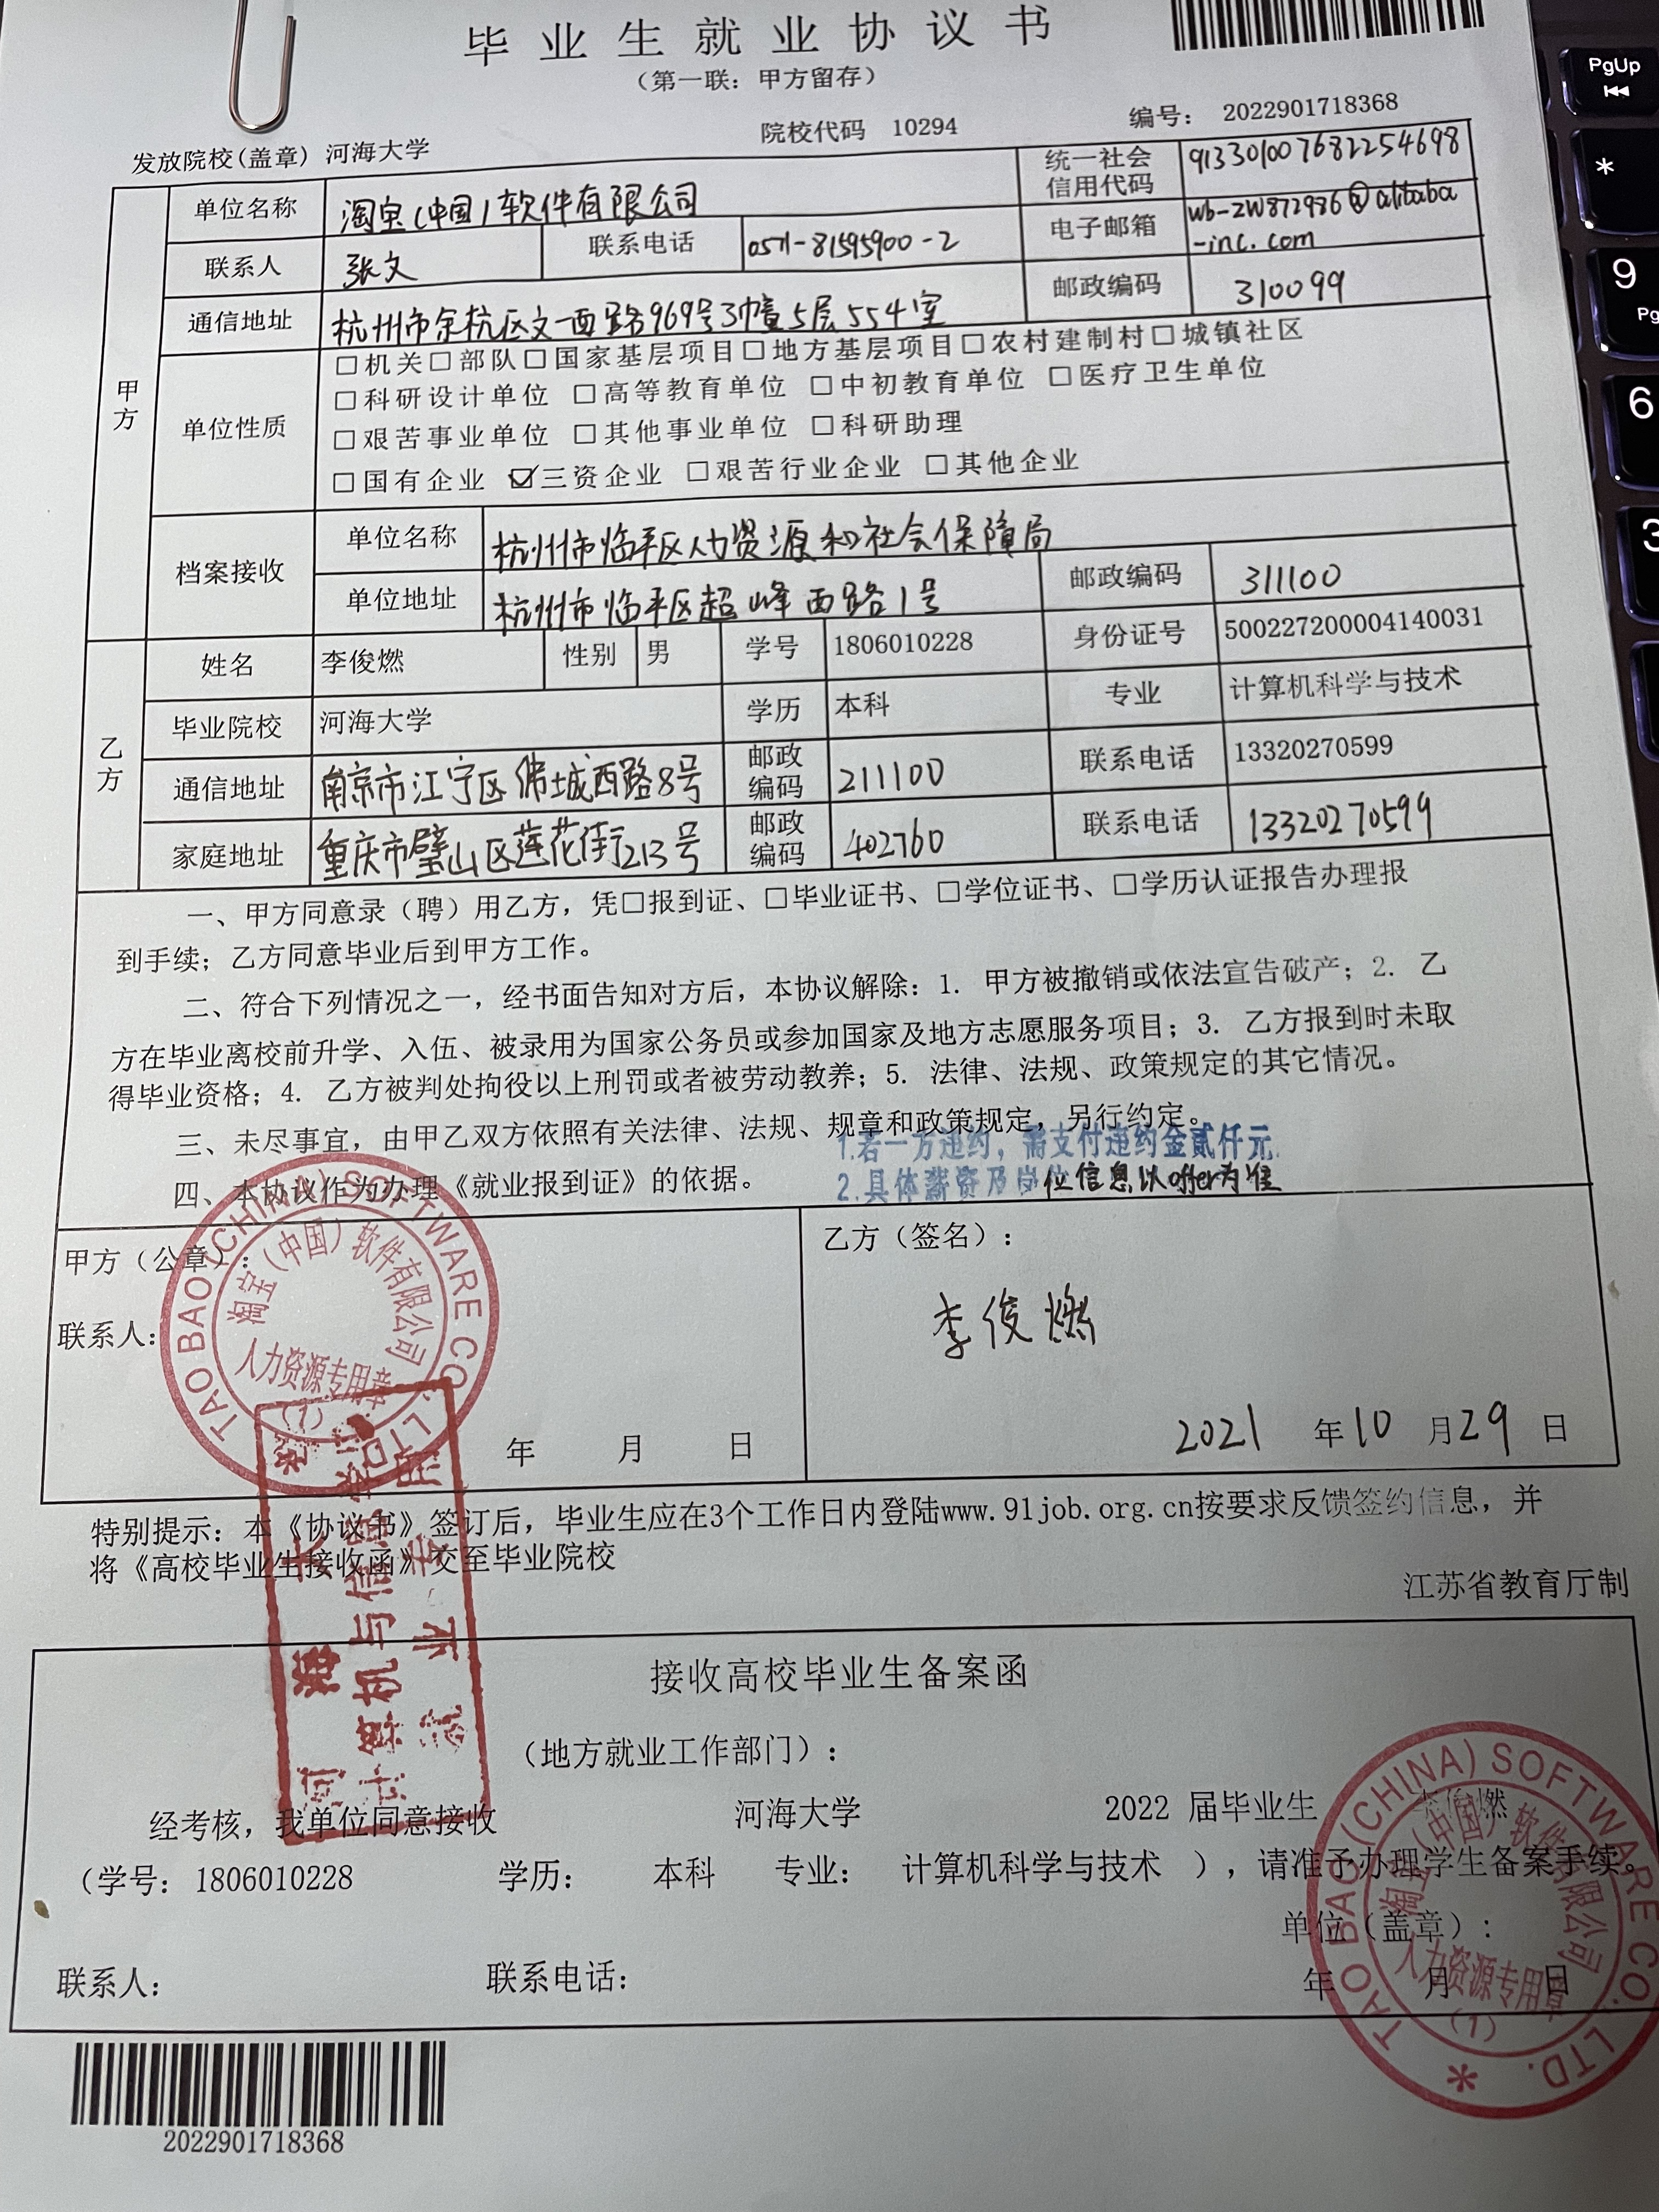 毕业生就业协议书
（第一联：甲方留存）
发放院校(盖章) 河海大学 院校代码 10294 编号： 2022901718368
甲方
单位名称 淘宝(中国)软件有限公司 统一社会信用代码 913301007682254698
联系人 张文 联系电话 0571-81595900-2 电子邮箱 wb-zw872986@alibaba-inc.com
通信地址 杭州市余杭区文一西路969号3幢5层554室 邮政编码 310099
单位性质
□机关□部队□国家基层项目□地方基层项目□农村建制村□城镇社区
□科研设计单位 □高等教育单位 □中初教育单位 □医疗卫生单位
□艰苦事业单位 □其他事业单位 □科研助理
□国有企业 ☑三资企业 □艰苦行业企业 □其他企业
档案接收
单位名称 杭州市临平区人力资源和社会保障局
单位地址 杭州市临平区超峰西路1号 邮政编码 311100
乙方
姓名 李俊燃 性别 男 学号 1806010228 身份证号 500227200004140031
毕业院校 河海大学 学历 本科 专业 计算机科学与技术
通信地址 南京市江宁区佛城西路8号 邮政编码 211100 联系电话 13320270599
家庭地址 重庆市璧山区莲花街213号 邮政编码 402760 联系电话 13320270599
一、甲方同意录（聘）用乙方，凭□报到证、□毕业证书、□学位证书、□学历认证报告办理报
到手续；乙方同意毕业后到甲方工作。
二、符合下列情况之一，经书面告知对方后，本协议解除：1. 甲方被撤销或依法宣告破产；2. 乙
方在毕业离校前升学、入伍、被录用为国家公务员或参加国家及地方志愿服务项目；3. 乙方报到时未取
得毕业资格；4. 乙方被判处拘役以上刑罚或者被劳动教养；5. 法律、法规、政策规定的其它情况。
三、未尽事宜，由甲乙双方依照有关法律、法规、规章和政策规定，另行约定。
1.若一方违约，需支付违约金贰仟元.
四、本协议作为办理《就业报到证》的依据。
2.具体薪资及岗位信息以offer为准
甲方（公章）： 乙方（签名）：
联系人：
李俊燃
年 月 日 2021 年 10 月 29 日
TAO BAO (CHINA) SOFTWARE CO. LTD.
淘宝（中国）软件有限公司
人力资源专用章
(1)
特别提示：本《协议书》签订后，毕业生应在3个工作日内登陆www.91job.org.cn按要求反馈签约信息，并
将《高校毕业生接收函》交至毕业院校
江苏省教育厅制
接收高校毕业生备案函
（地方就业工作部门）：
经考核，我单位同意接收 河海大学 2022 届毕业生 李俊燃
（学号：1806010228 学历： 本科 专业： 计算机科学与技术 ），请准予办理学生备案手续。
单位（盖章）：
联系人： 联系电话： 年 月 日
TAO BAO (CHINA) SOFTWARE CO. LTD.
淘宝（中国）软件有限公司
人力资源专用章
(1)
2022901718368